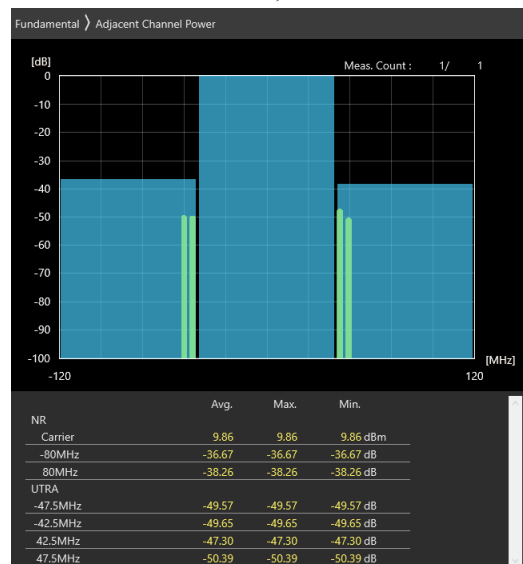 Fundamental 〉 Adjacent Channel Power
[dB]
Meas. Count : 1/ 1
0
-10
-20
-30
-40
-50
-60
-70
-80
-90
-100
[MHz]
-120 120
Avg. Max. Min.
NR
Carrier 9.86 9.86 9.86 dBm
-80MHz -36.67 -36.67 -36.67 dB
80MHz -38.26 -38.26 -38.26 dB
UTRA
-47.5MHz -49.57 -49.57 -49.57 dB
-42.5MHz -49.65 -49.65 -49.65 dB
42.5MHz -47.30 -47.30 -47.30 dB
47.5MHz -50.39 -50.39 -50.39 dB